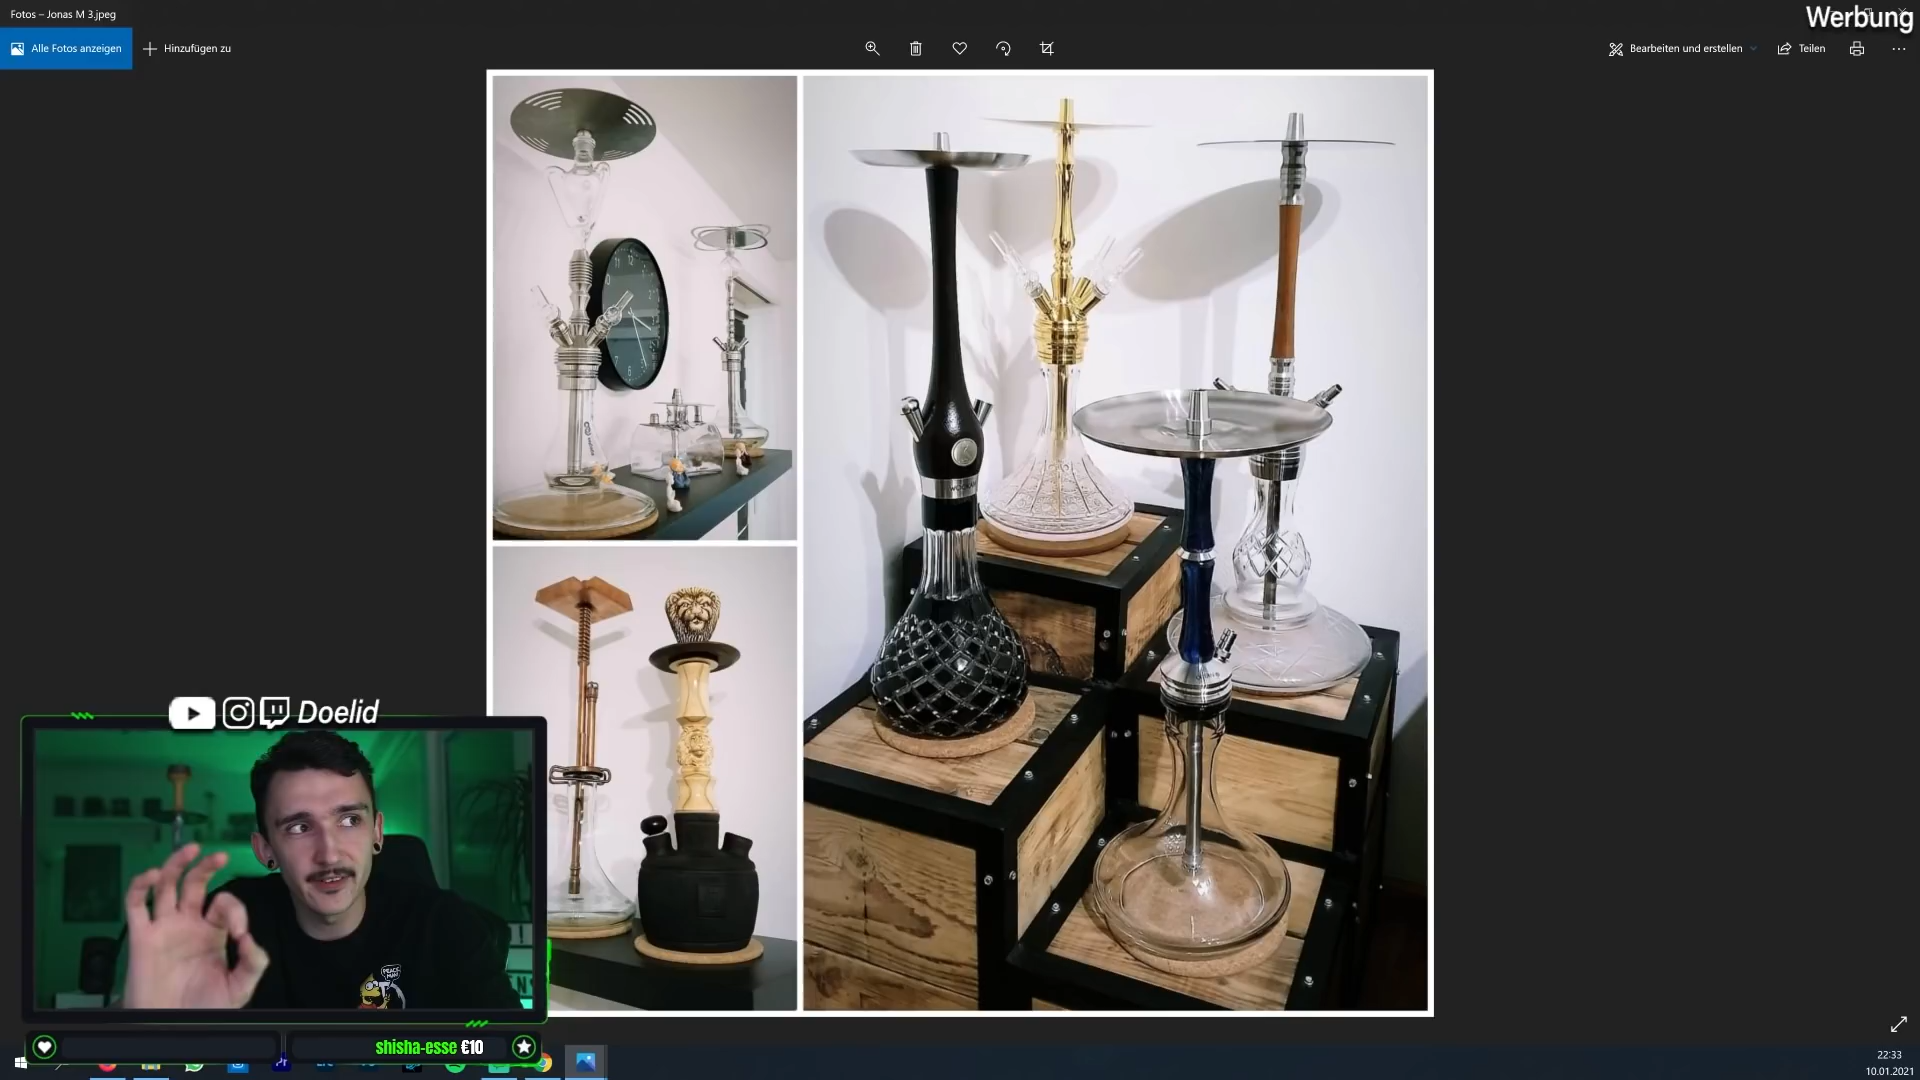 Fotos – Jonas M 3.jpeg
Werbung
Alle Fotos anzeigen
Hinzufügen zu
Bearbeiten und erstellen
Teilen
Doelid
PEACE,
shisha-esse €10
22:33
10.01.2021